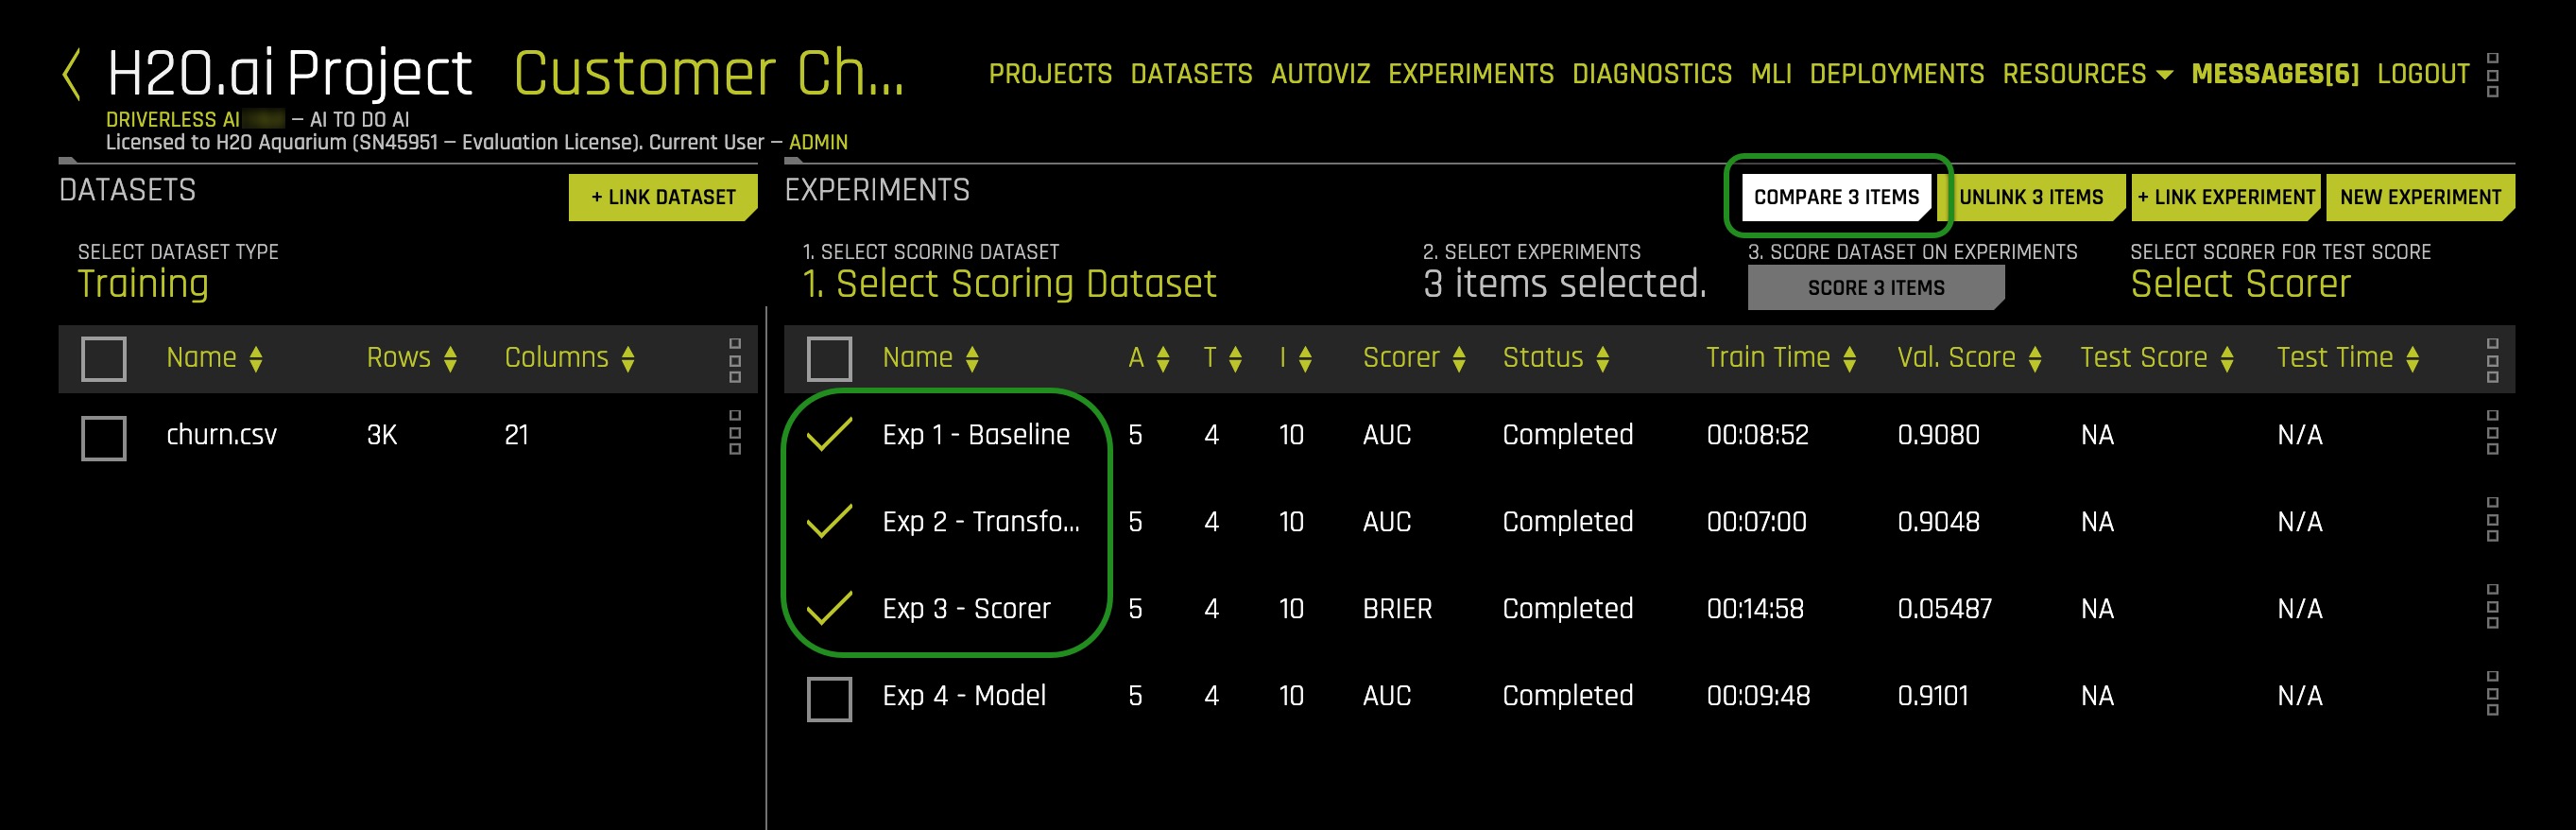 H2O.ai Project Customer Ch...
PROJECTS DATASETS AUTOVIZ EXPERIMENTS DIAGNOSTICS MLI DEPLOYMENTS RESOURCES MESSAGES[6] LOGOUT
DRIVERLESS AI — AI TO DO AI
Licensed to H2O Aquarium (SN45951 — Evaluation License). Current User — ADMIN
DATASETS
+ LINK DATASET
SELECT DATASET TYPE
Training
Name Rows Columns
churn.csv 3K 21
EXPERIMENTS
COMPARE 3 ITEMS UNLINK 3 ITEMS + LINK EXPERIMENT NEW EXPERIMENT
1. SELECT SCORING DATASET 2. SELECT EXPERIMENTS 3. SCORE DATASET ON EXPERIMENTS SELECT SCORER FOR TEST SCORE
1. Select Scoring Dataset 3 items selected. SCORE 3 ITEMS Select Scorer
Name A T I Scorer Status Train Time Val. Score Test Score Test Time
Exp 1 - Baseline 5 4 10 AUC Completed 00:08:52 0.9080 NA N/A
Exp 2 - Transfo... 5 4 10 AUC Completed 00:07:00 0.9048 NA N/A
Exp 3 - Scorer 5 4 10 BRIER Completed 00:14:58 0.05487 NA N/A
Exp 4 - Model 5 4 10 AUC Completed 00:09:48 0.9101 NA N/A